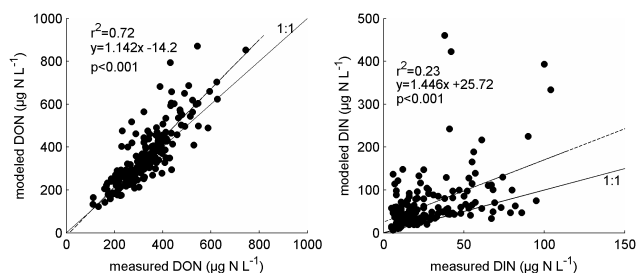 r²=0.72
y=1.142x -14.2
p<0.001
1:1
1000
800
600
400
200
0
0 200 400 600 800 1000
modeled DON (µg N L⁻¹)
measured DON (µg N L⁻¹)
r²=0.23
y=1.446x +25.72
p<0.001
1:1
500
400
300
200
100
0
0 50 100 150
modeled DIN (µg N L⁻¹)
measured DIN (µg N L⁻¹)